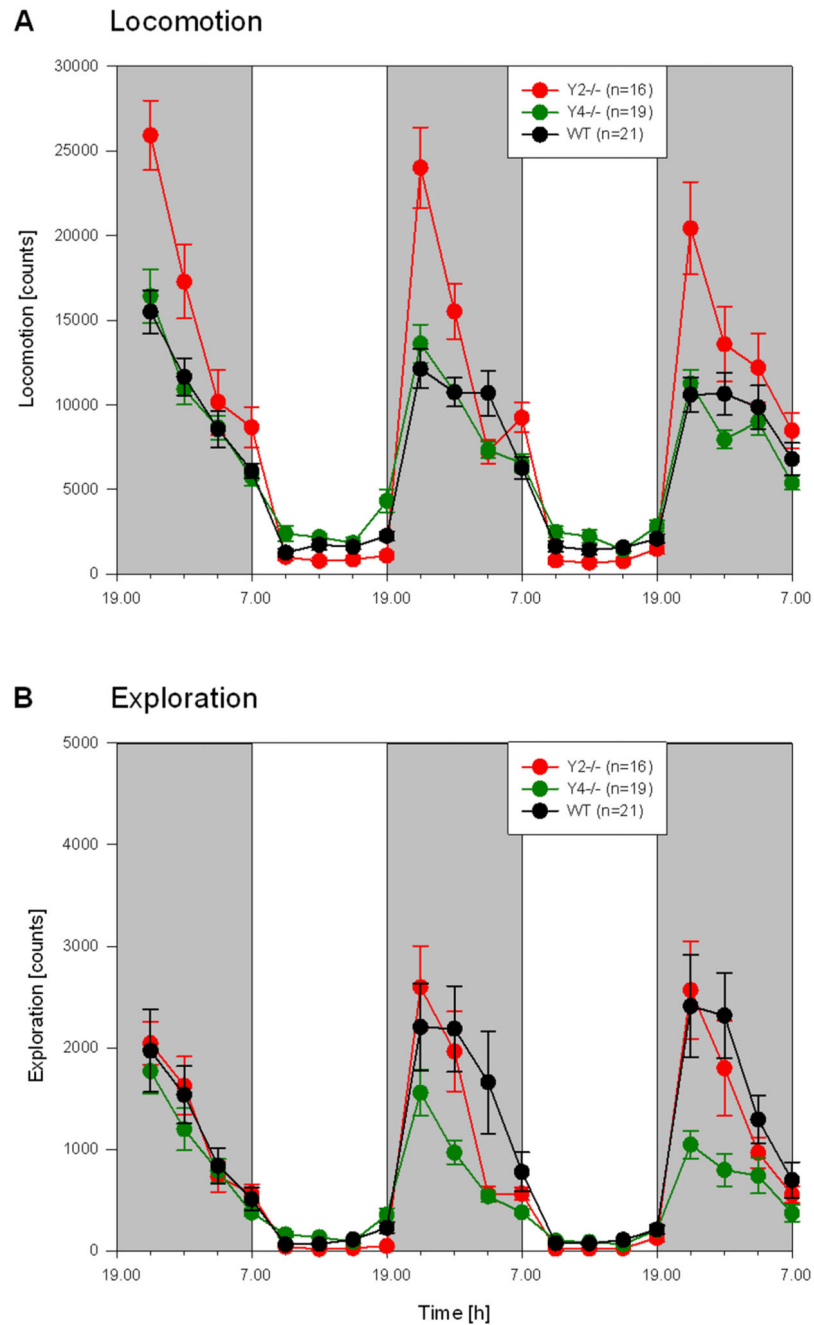 A Locomotion
30000
25000
20000
15000
10000
5000
0
Locomotion [counts]
Y2-/- (n=16)
Y4-/- (n=19)
WT (n=21)
19.00 7.00 19.00 7.00 19.00 7.00
B Exploration
5000
4000
3000
2000
1000
0
Exploration [counts]
Y2-/- (n=16)
Y4-/- (n=19)
WT (n=21)
19.00 7.00 19.00 7.00 19.00 7.00
Time [h]